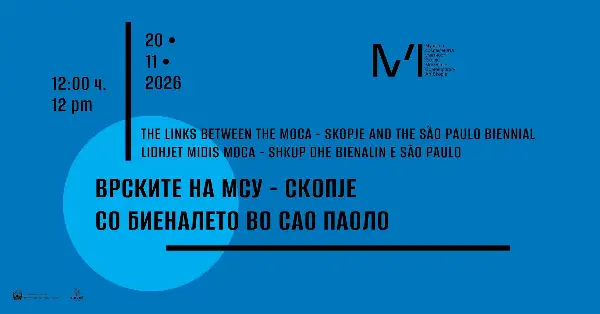 20 •
11 •
2026
12:00 ч.
12 pm
THE LINKS BETWEEN THE MOCA - SKOPJE AND THE SÃO PAULO BIENNIAL
LIDHJET MIDIS MOCA - SHKUP DHE BIENALIN E SÃO PAULO
ВРСКИТЕ НА МСУ - СКОПЈЕ
СО БИЕНАЛЕТО ВО САО ПАОЛО